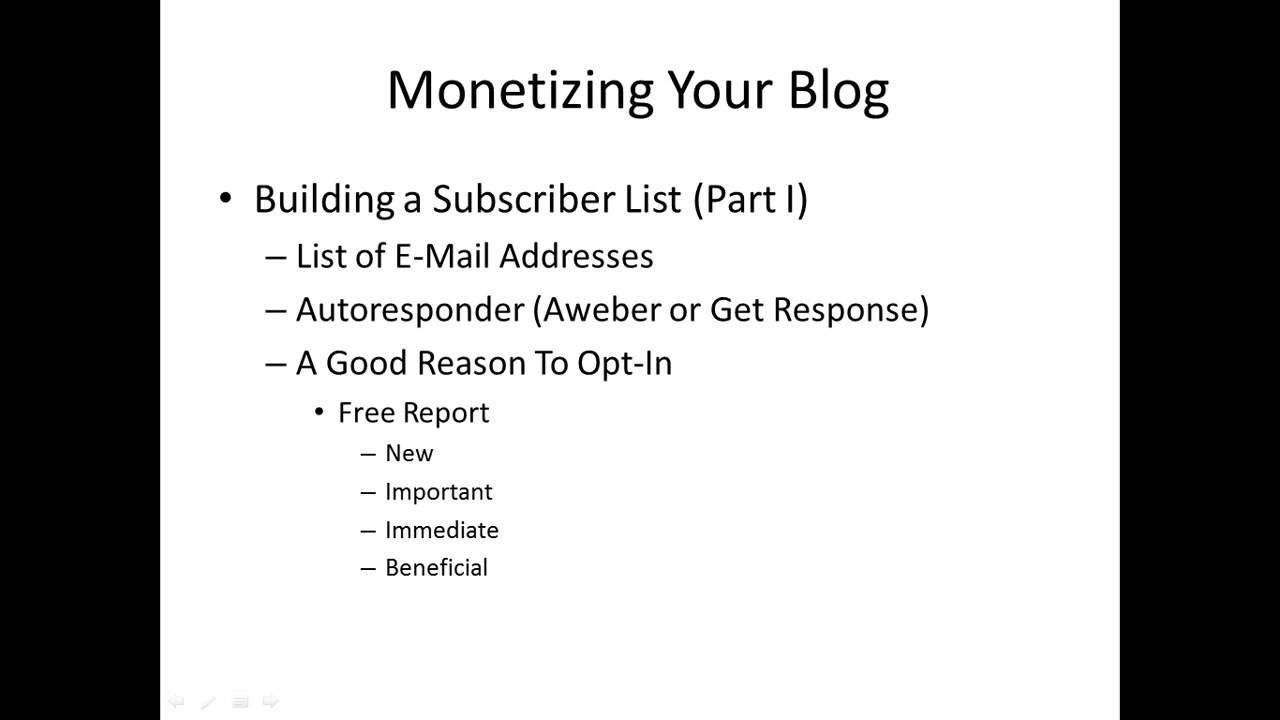 Monetizing Your Blog
• Building a Subscriber List (Part I)
– List of E-Mail Addresses
– Autoresponder (Aweber or Get Response)
– A Good Reason To Opt-In
• Free Report
– New
– Important
– Immediate
– Beneficial